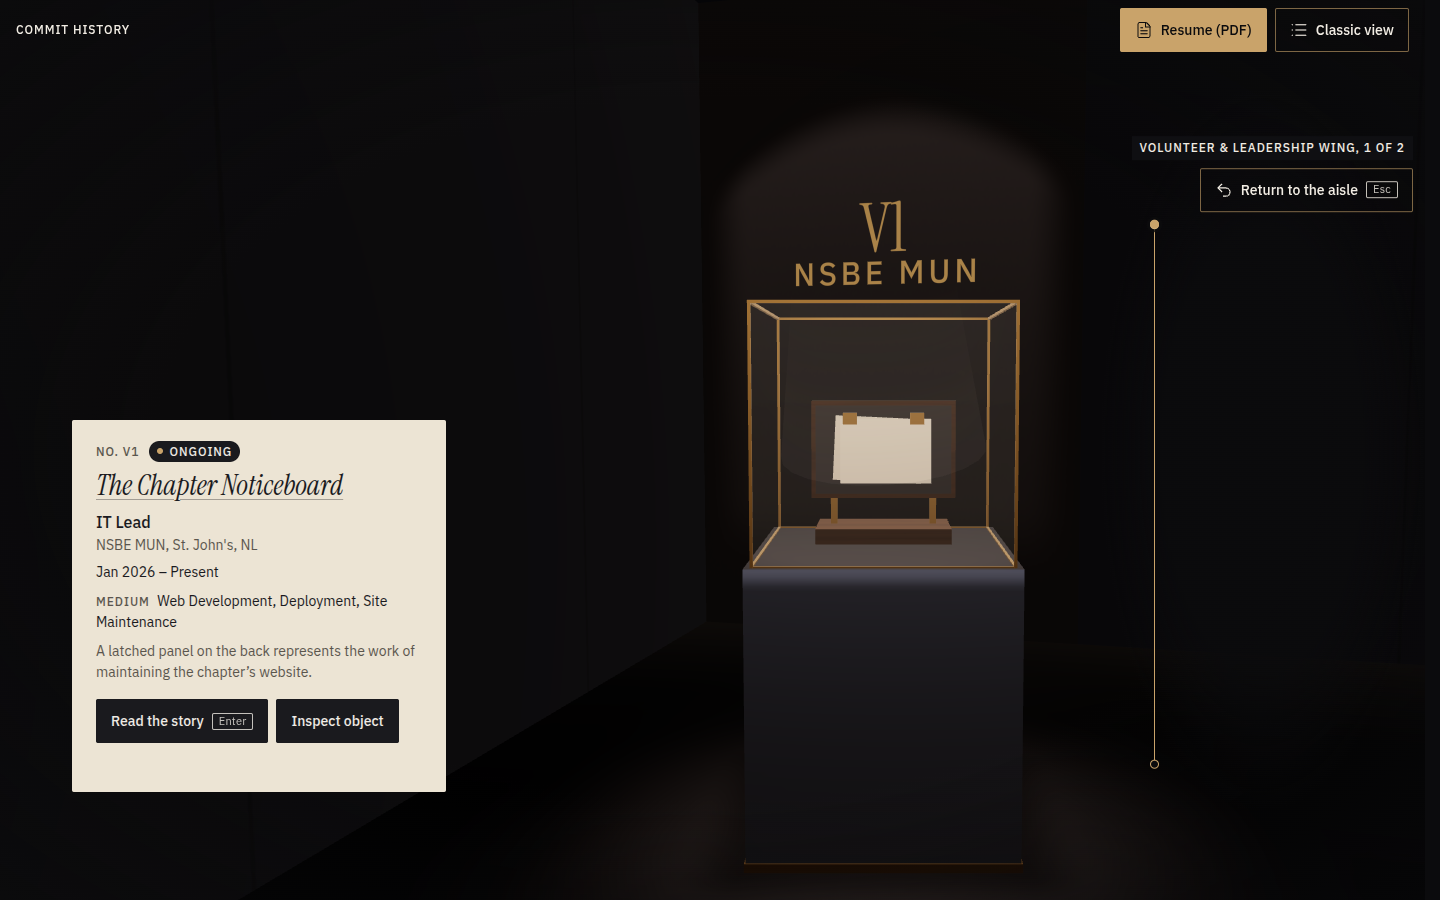 COMMIT HISTORY
Resume (PDF)
Classic view
VOLUNTEER & LEADERSHIP WING, 1 OF 2
Return to the aisle Esc
V1
NSBE MUN
NO. V1 ONGOING
The Chapter Noticeboard
IT Lead
NSBE MUN, St. John's, NL
Jan 2026 – Present
MEDIUM Web Development, Deployment, Site
Maintenance
A latched panel on the back represents the work of
maintaining the chapter’s website.
Read the story Enter
Inspect object